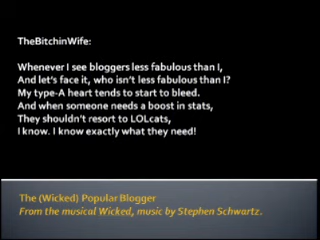 TheBitchinWife:
Whenever I see bloggers less fabulous than I,
And let's face it, who isn't less fabulous than I?
My type-A heart tends to start to bleed.
And when someone needs a boost in stats,
They shouldn't resort to LOLcats,
I know. I know exactly what they need!
The (Wicked) Popular Blogger
From the musical Wicked, music by Stephen Schwartz.